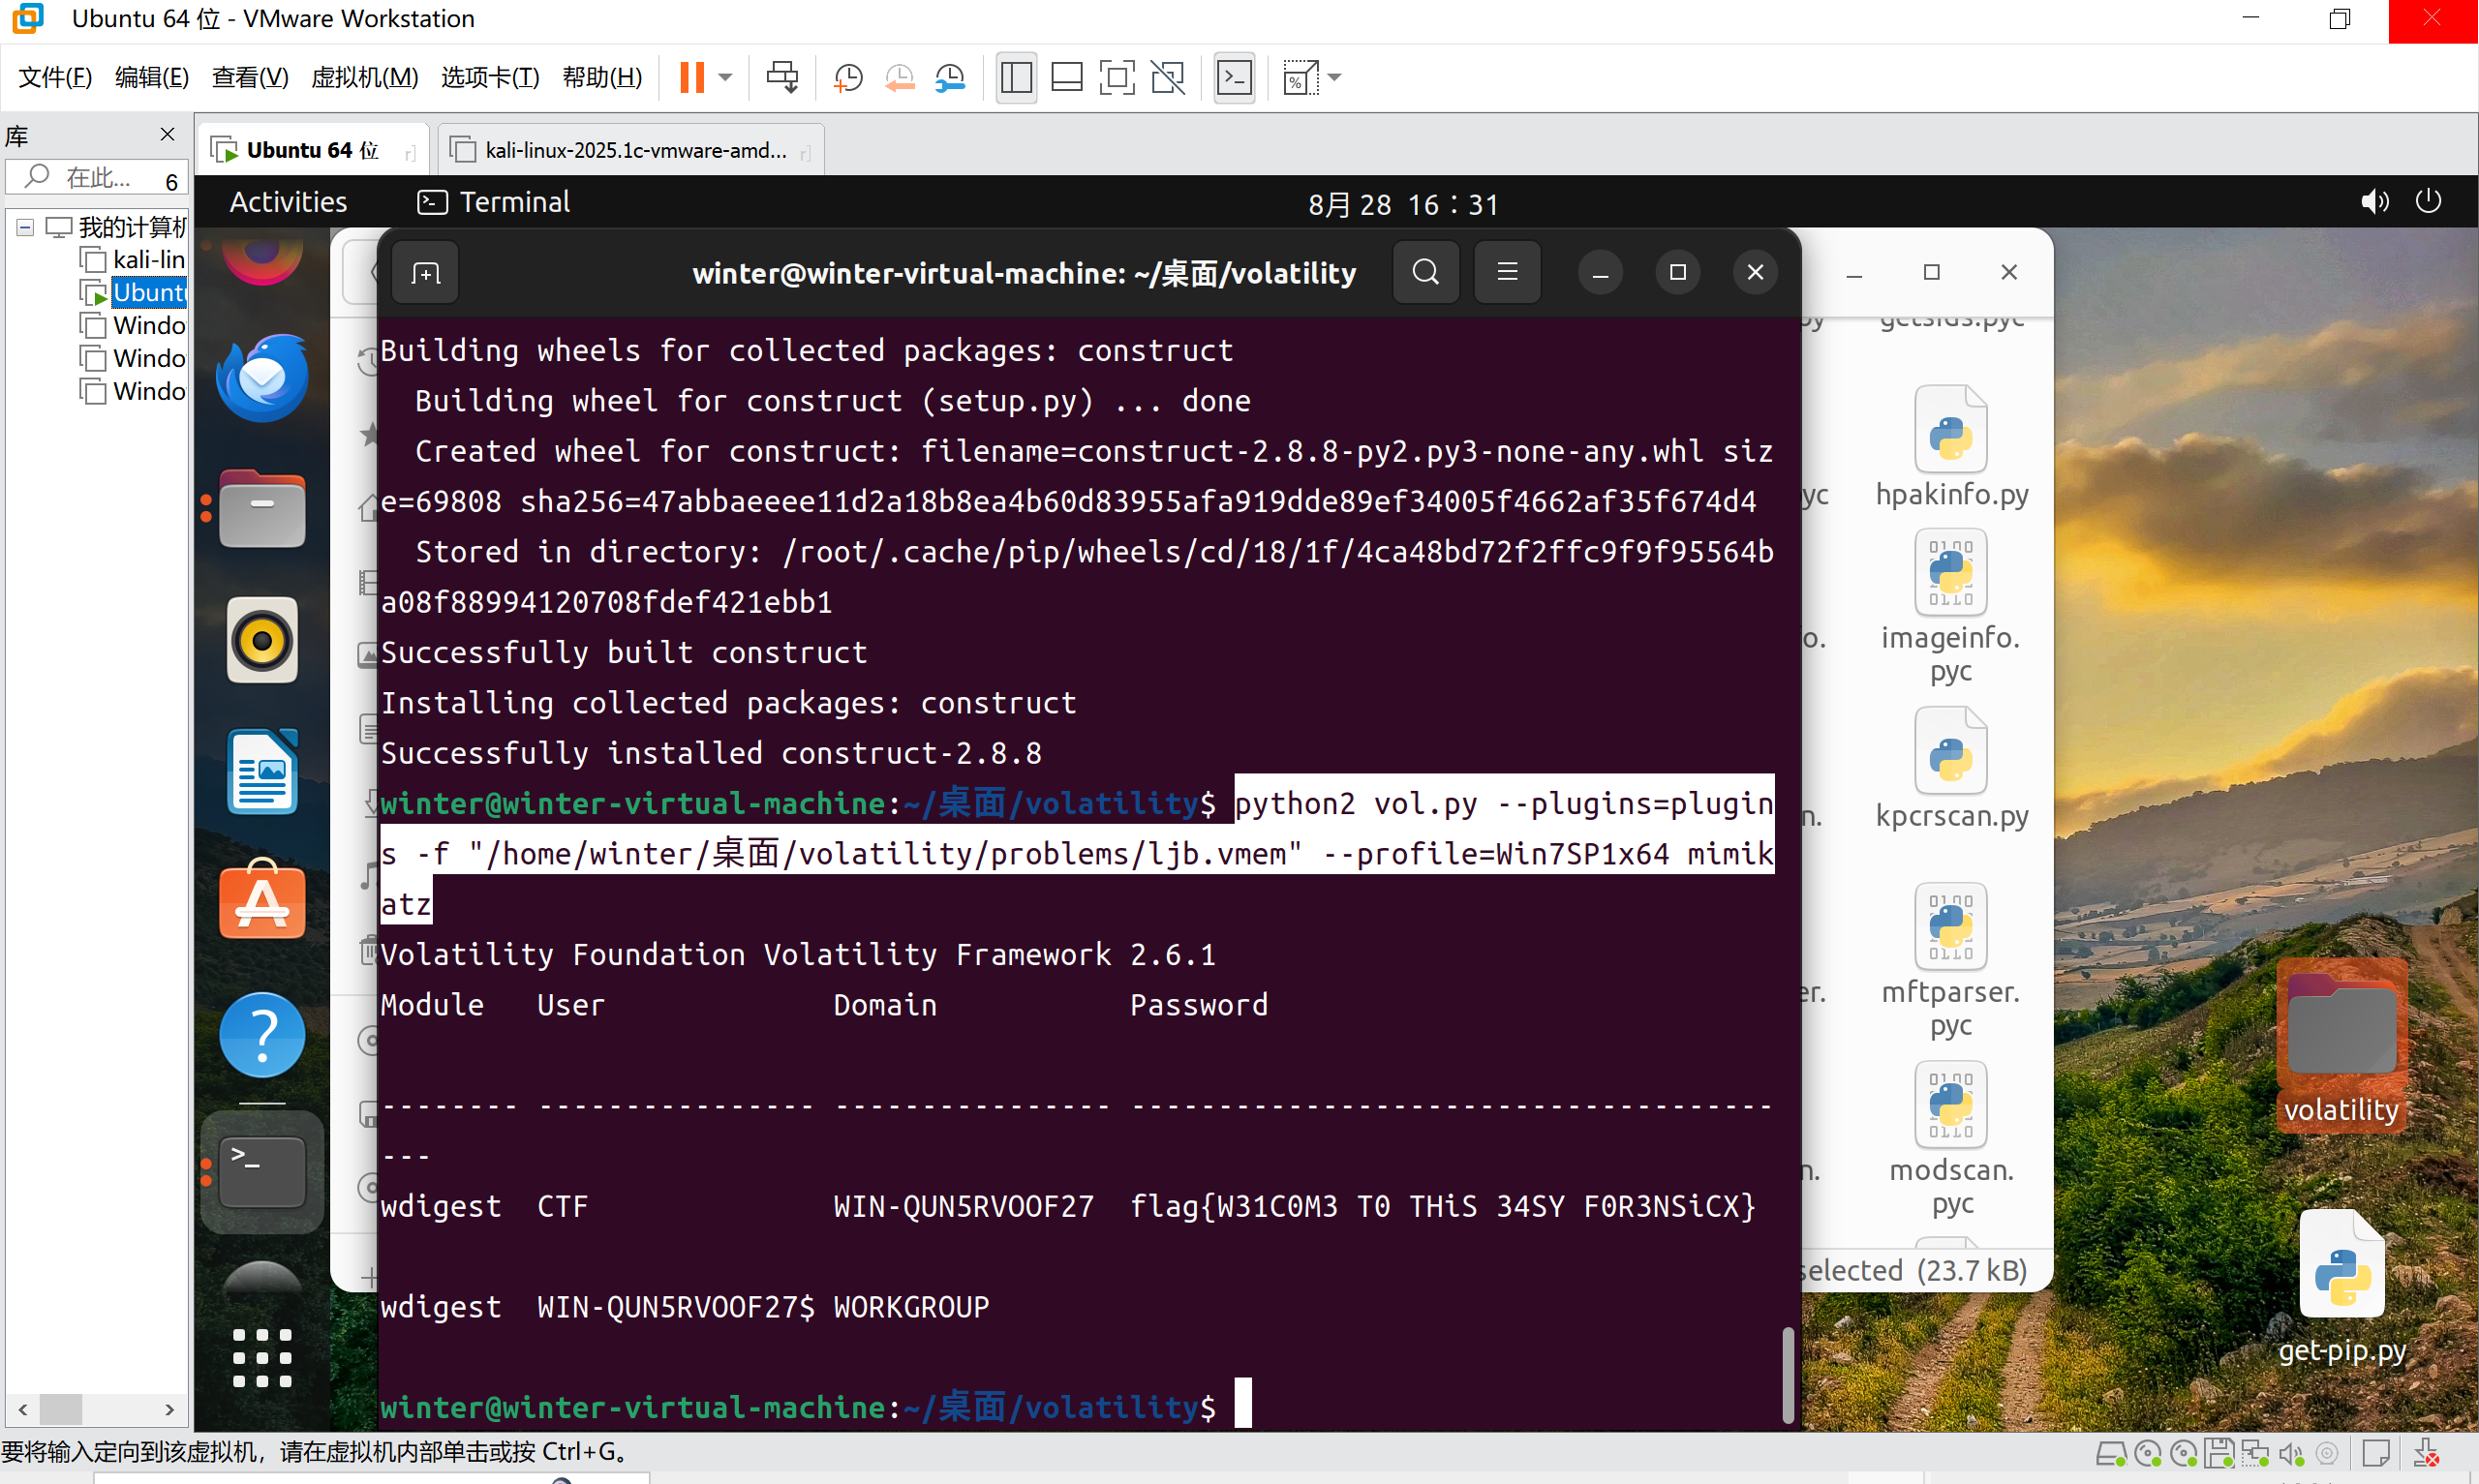 Ubuntu 64 位 - VMware Workstation
文件(F) 编辑(E) 查看(V) 虚拟机(M) 选项卡(T) 帮助(H)
库
在此... 6
我的计算机
kali-lin
Ubuntu
Windo
Windo
Windo
Ubuntu 64 位
kali-linux-2025.1c-vmware-amd...
Activities
Terminal
8月 28 16：31
winter@winter-virtual-machine: ~/桌面/volatility
Building wheels for collected packages: construct
Building wheel for construct (setup.py) ... done
Created wheel for construct: filename=construct-2.8.8-py2.py3-none-any.whl siz
e=69808 sha256=47abbaeeee11d2a18b8ea4b60d83955afa919dde89ef34005f4662af35f674d4
Stored in directory: /root/.cache/pip/wheels/cd/18/1f/4ca48bd72f2ffc9f9f95564b
a08f88994120708fdef421ebb1
Successfully built construct
Installing collected packages: construct
Successfully installed construct-2.8.8
winter@winter-virtual-machine:~/桌面/volatility$ python2 vol.py --plugins=plugin
s -f "/home/winter/桌面/volatility/problems/ljb.vmem" --profile=Win7SP1x64 mimik
atz
Volatility Foundation Volatility Framework 2.6.1
Module User Domain Password
-------- ---------------- ---------------- -------------------------------------
---
wdigest CTF WIN-QUN5RVOOF27 flag{W31C0M3 T0 THiS 34SY F0R3NSiCX}
wdigest WIN-QUN5RVOOF27$ WORKGROUP
winter@winter-virtual-machine:~/桌面/volatility$
getsids.pyc
hpakinfo.py
imageinfo.
pyc
kpcrscan.py
mftparser.
pyc
modscan.
pyc
selected (23.7 kB)
volatility
get-pip.py
要将输入定向到该虚拟机，请在虚拟机内部单击或按 Ctrl+G。